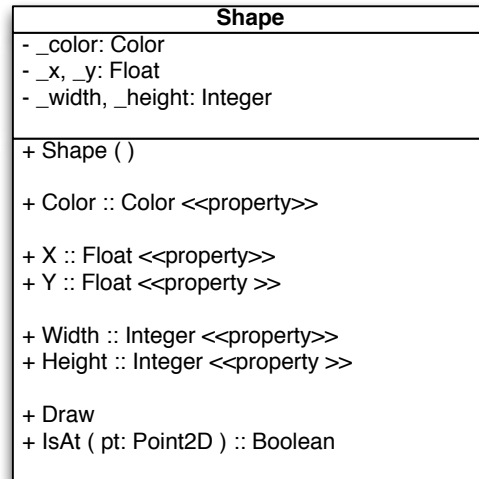 Shape
- _color: Color
- _x, _y: Float
- _width, _height: Integer
+ Shape ( )
+ Color :: Color <<property>>
+ X :: Float <<property>>
+ Y :: Float <<property >>
+ Width :: Integer <<property>>
+ Height :: Integer <<property >>
+ Draw
+ IsAt ( pt: Point2D ) :: Boolean